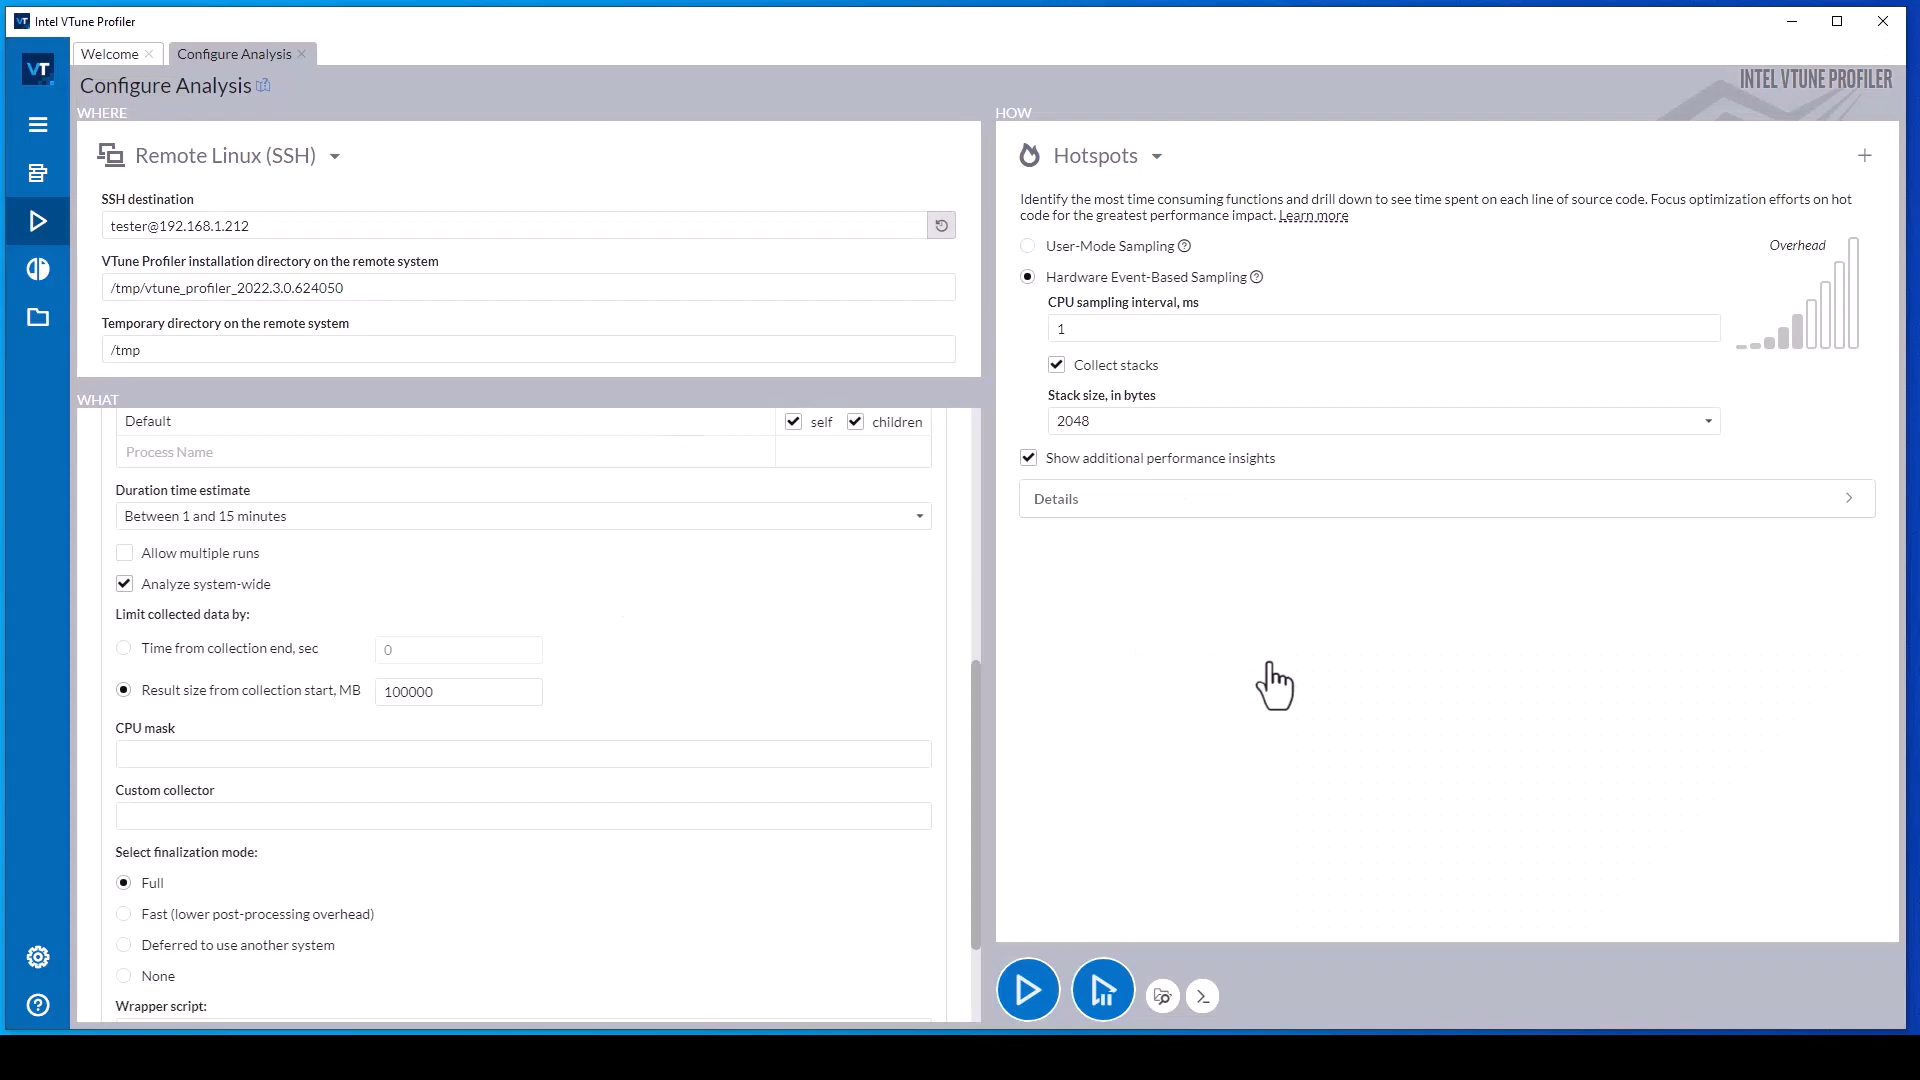 VT Intel VTune Profiler
Welcome
Configure Analysis
VT
Configure Analysis
INTEL VTUNE PROFILER
WHERE
Remote Linux (SSH)
SSH destination
tester@192.168.1.212
VTune Profiler installation directory on the remote system
/tmp/vtune_profiler_2022.3.0.624050
Temporary directory on the remote system
/tmp
WHAT
Default
self
children
Process Name
Duration time estimate
Between 1 and 15 minutes
Allow multiple runs
Analyze system-wide
Limit collected data by:
Time from collection end, sec
0
Result size from collection start, MB
100000
CPU mask
Custom collector
Select finalization mode:
Full
Fast (lower post-processing overhead)
Deferred to use another system
None
Wrapper script:
HOW
Hotspots
Identify the most time consuming functions and drill down to see time spent on each line of source code. Focus optimization efforts on hot
code for the greatest performance impact. Learn more
User-Mode Sampling
Overhead
Hardware Event-Based Sampling
CPU sampling interval, ms
1
Collect stacks
Stack size, in bytes
2048
Show additional performance insights
Details